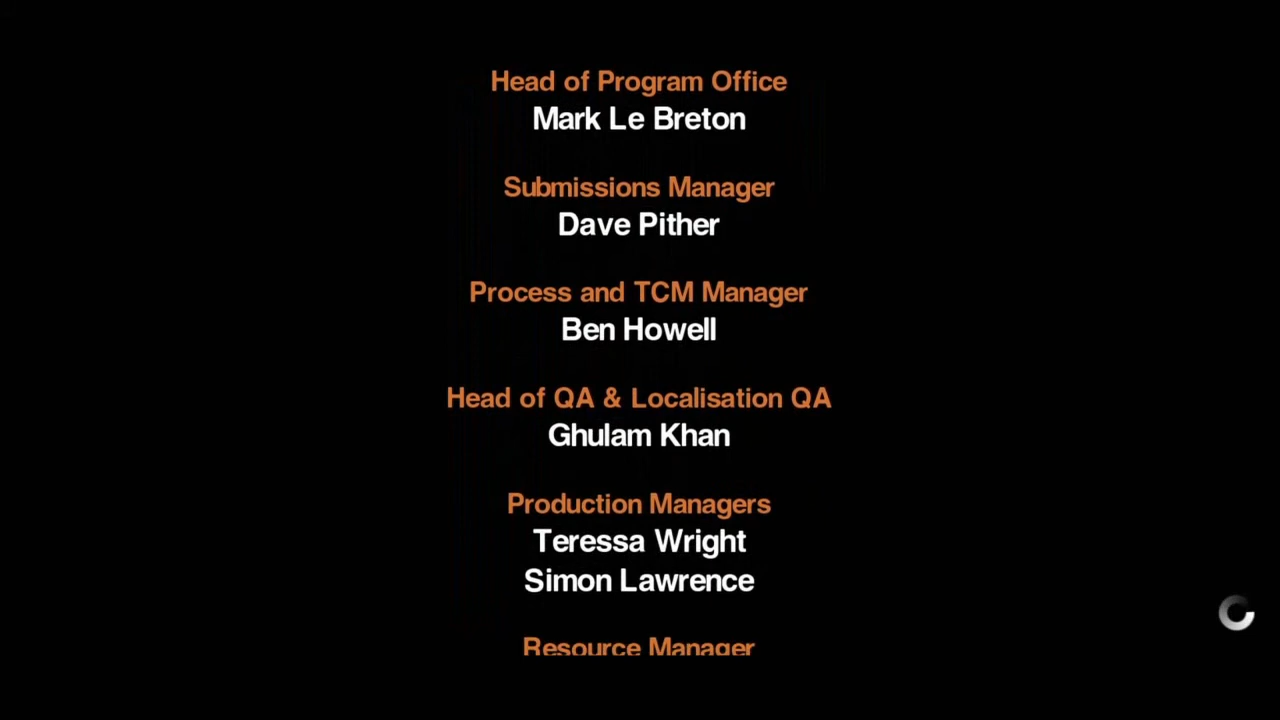 Head of Program Office
Mark Le Breton
Submissions Manager
Dave Pither
Process and TCM Manager
Ben Howell
Head of QA & Localisation QA
Ghulam Khan
Production Managers
Teressa Wright
Simon Lawrence
Resource Manager